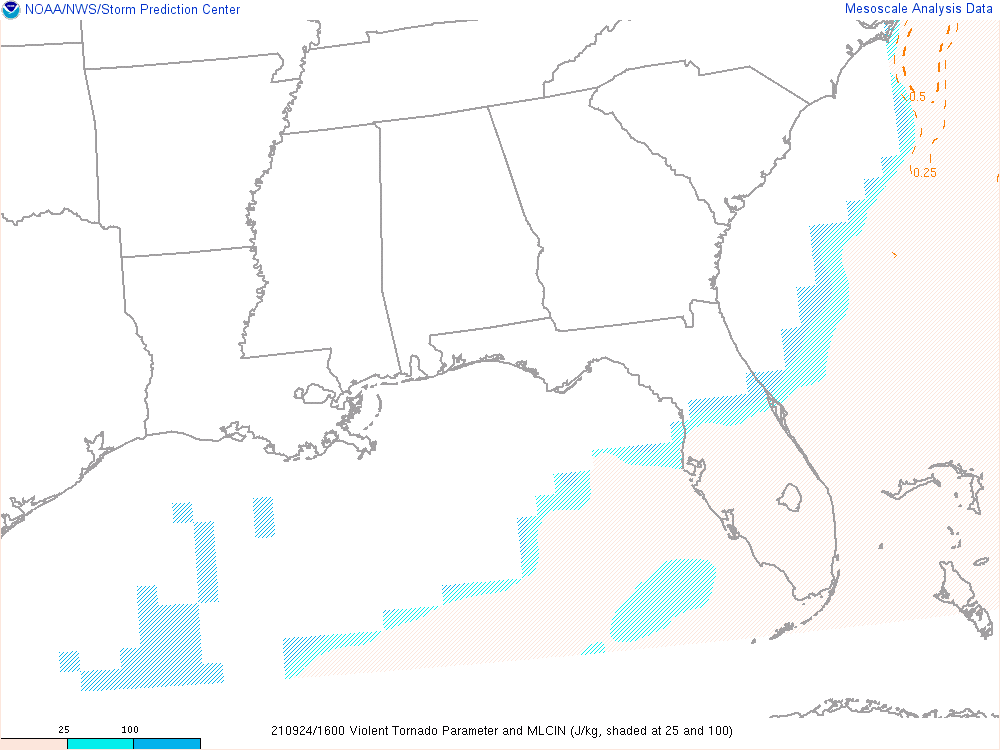 NOAA/NWS/Storm Prediction Center
Mesoscale Analysis Data
0.5
0.25
25 100
210924/1600 Violent Tornado Parameter and MLCIN (J/kg, shaded at 25 and 100)